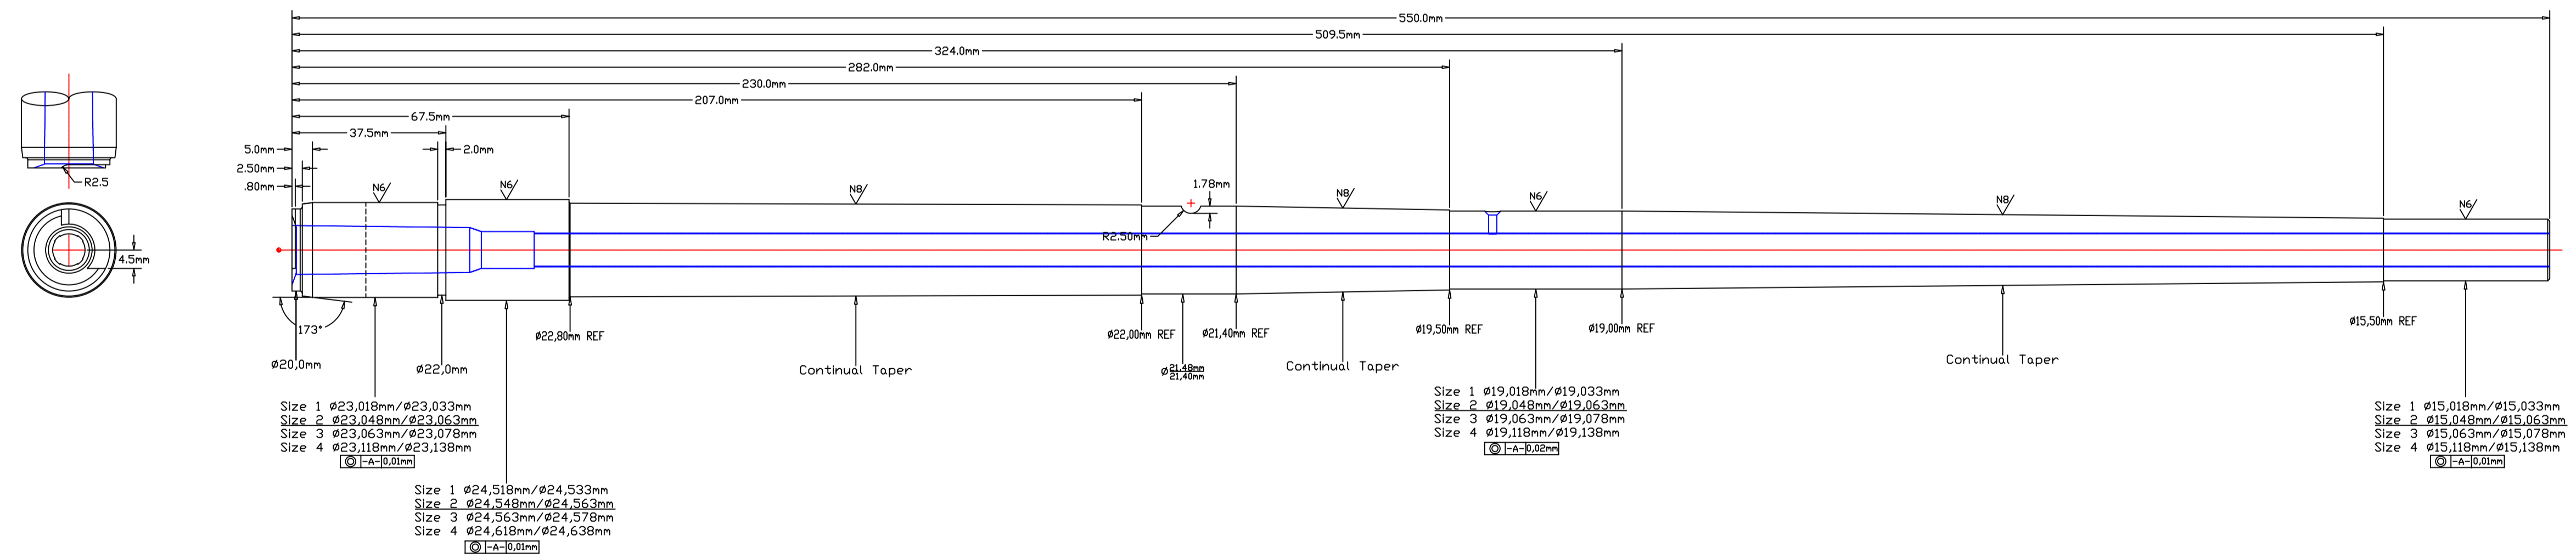 550.0mm
509.5mm
324.0mm
282.0mm
230.0mm
207.0mm
67.5mm
37.5mm
5.0mm
2.0mm
2.50mm
.80mm
R2.5
N6
N6
N8
1.78mm
N8
N6
N8
N6
R2.50mm
4.5mm
173°
ø20,0mm
ø22,0mm
ø22,80mm REF
ø22,00mm REF
ø21,40mm REF
ø19,50mm REF
ø19,00mm REF
ø15,50mm REF
Continual Taper
ø21,48mm
21,40mm
Continual Taper
Continual Taper
Size 1 ø23,018mm/ø23,033mm
Size 2 ø23,048mm/ø23,063mm
Size 3 ø23,063mm/ø23,078mm
Size 4 ø23,118mm/ø23,138mm
◎ -A- 0,01mm
Size 1 ø24,518mm/ø24,533mm
Size 2 ø24,548mm/ø24,563mm
Size 3 ø24,563mm/ø24,578mm
Size 4 ø24,618mm/ø24,638mm
◎ -A- 0,01mm
Size 1 ø19,018mm/ø19,033mm
Size 2 ø19,048mm/ø19,063mm
Size 3 ø19,063mm/ø19,078mm
Size 4 ø19,118mm/ø19,138mm
◎ -A- 0,02mm
Size 1 ø15,018mm/ø15,033mm
Size 2 ø15,048mm/ø15,063mm
Size 3 ø15,063mm/ø15,078mm
Size 4 ø15,118mm/ø15,138mm
◎ -A- 0,01mm